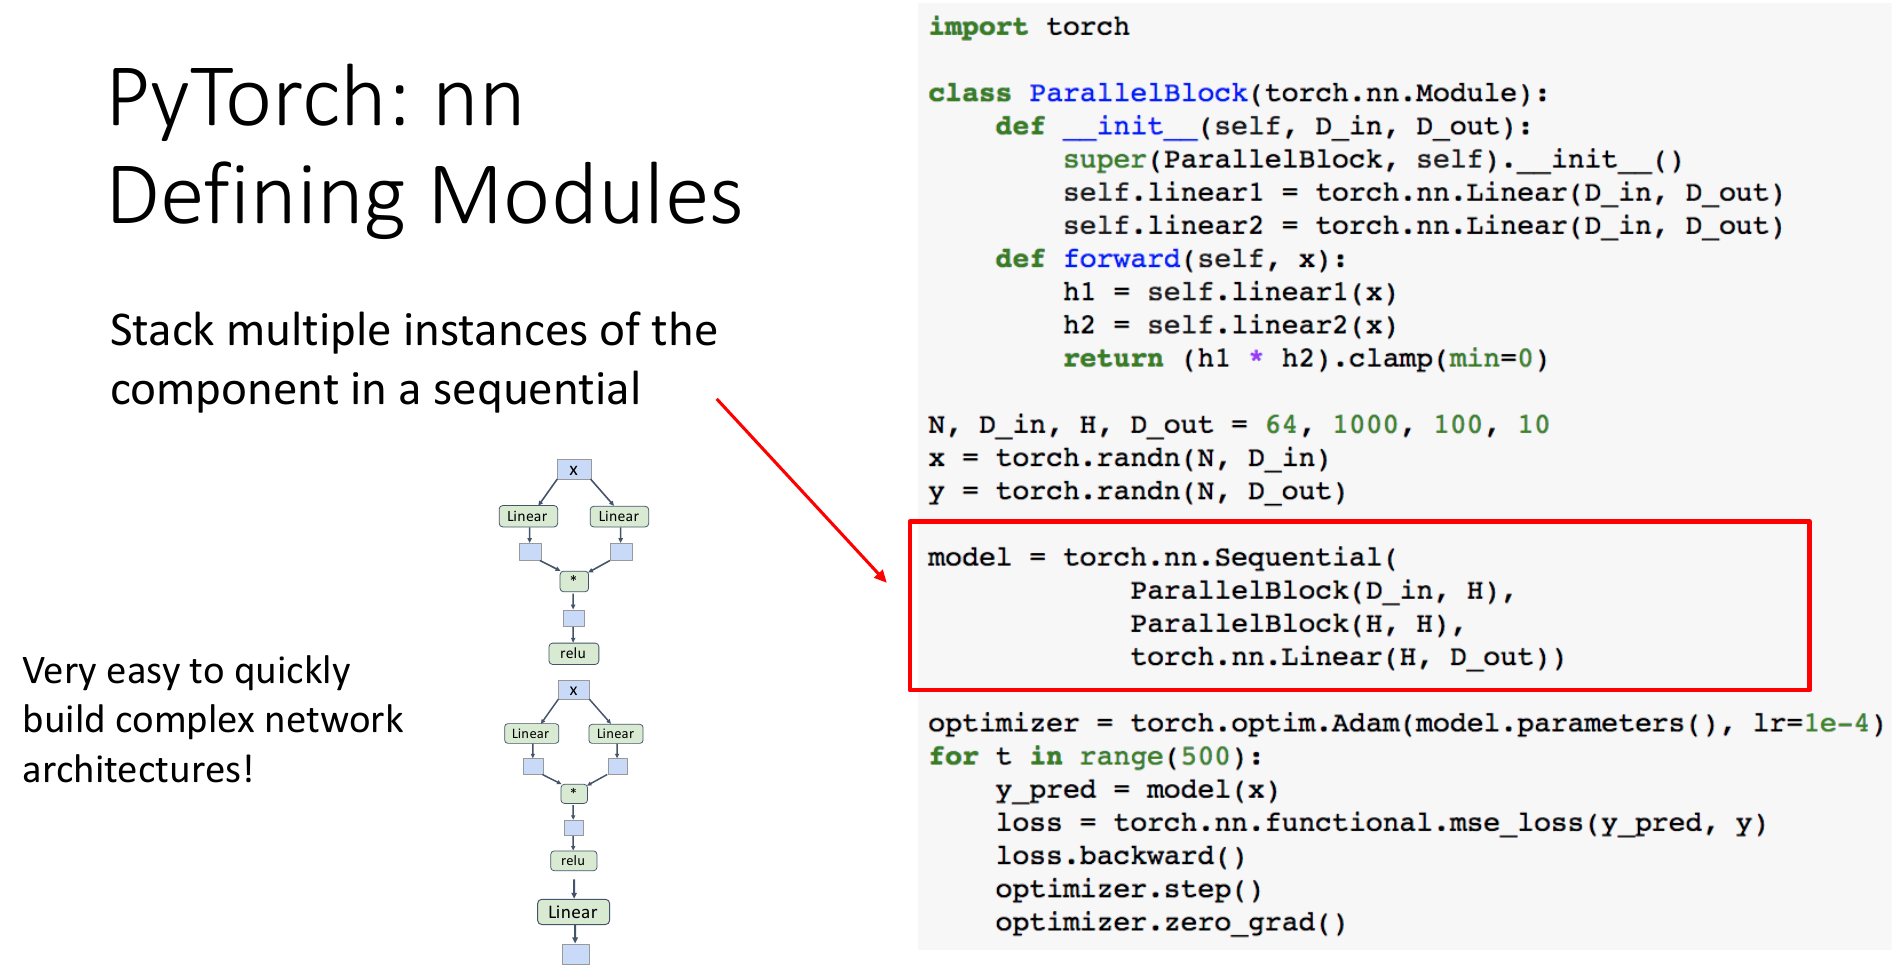 PyTorch: nn
Defining Modules
Stack multiple instances of the
component in a sequential
Very easy to quickly
build complex network
architectures!
x
Linear Linear
*
relu
x
Linear Linear
*
relu
Linear
import torch
class ParallelBlock(torch.nn.Module):
    def __init__(self, D_in, D_out):
        super(ParallelBlock, self).__init__()
        self.linear1 = torch.nn.Linear(D_in, D_out)
        self.linear2 = torch.nn.Linear(D_in, D_out)
    def forward(self, x):
        h1 = self.linear1(x)
        h2 = self.linear2(x)
        return (h1 * h2).clamp(min=0)
N, D_in, H, D_out = 64, 1000, 100, 10
x = torch.randn(N, D_in)
y = torch.randn(N, D_out)
model = torch.nn.Sequential(
            ParallelBlock(D_in, H),
            ParallelBlock(H, H),
            torch.nn.Linear(H, D_out))
optimizer = torch.optim.Adam(model.parameters(), lr=1e-4)
for t in range(500):
    y_pred = model(x)
    loss = torch.nn.functional.mse_loss(y_pred, y)
    loss.backward()
    optimizer.step()
    optimizer.zero_grad()